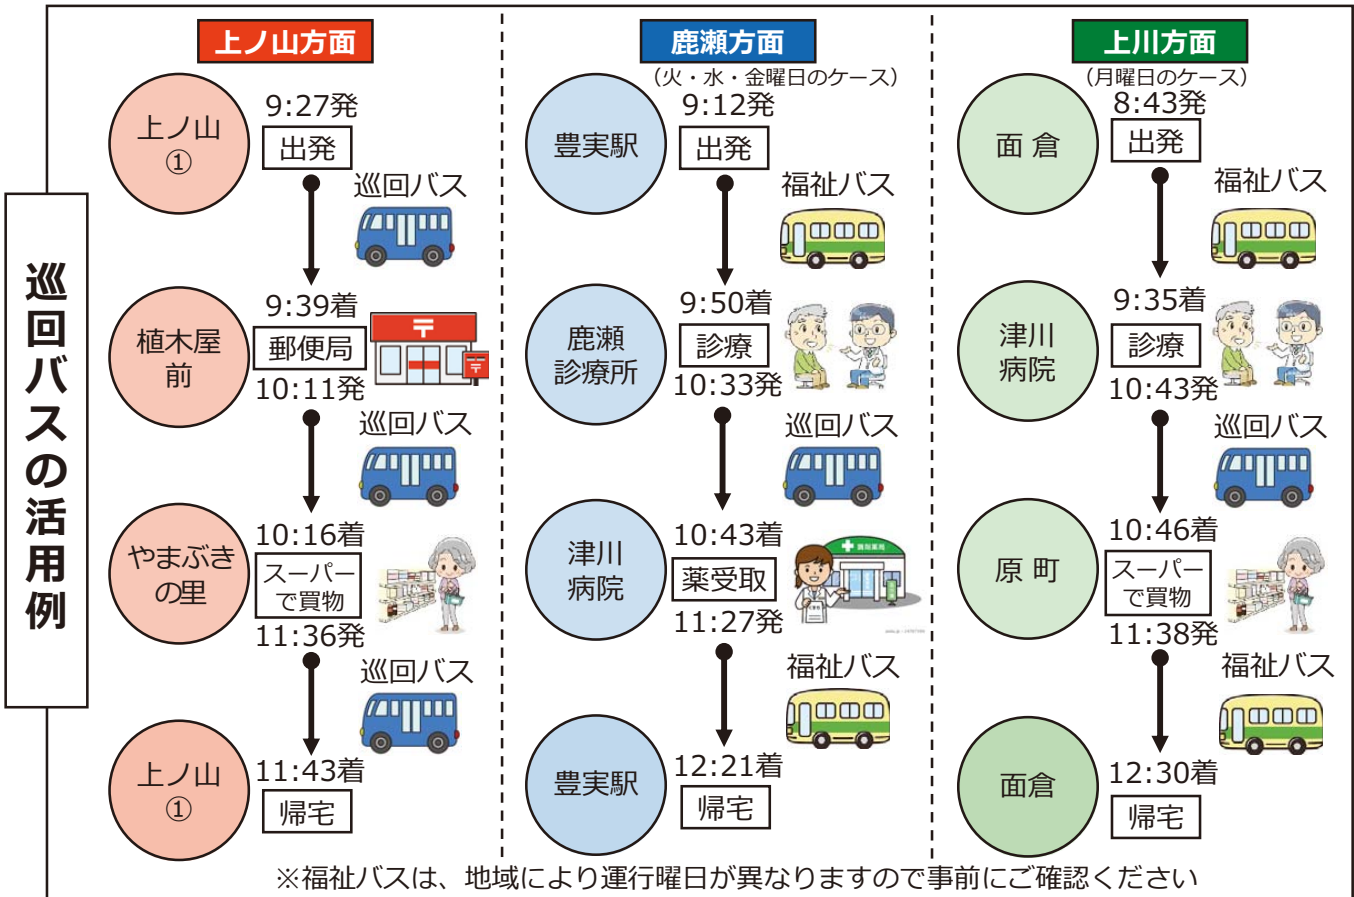 巡回バスの活用例
上ノ山方面
上ノ山
①
9:27発
出発
巡回バス
植木屋
前
9:39着
郵便局
10:11発
巡回バス
やまぶき
の里
10:16着
スーパー
で買物
11:36発
巡回バス
上ノ山
①
11:43着
帰宅
鹿瀬方面
(火・水・金曜日のケース)
豊実駅
9:12発
出発
福祉バス
鹿瀬
診療所
9:50着
診療
10:33発
巡回バス
津川
病院
10:43着
薬受取
11:27発
福祉バス
豊実駅
12:21着
帰宅
上川方面
(月曜日のケース)
面倉
8:43発
出発
福祉バス
津川
病院
9:35着
診療
10:43発
巡回バス
原町
10:46着
スーパー
で買物
11:38発
福祉バス
面倉
12:30着
帰宅
※福祉バスは、地域により運行曜日が異なりますので事前にご確認ください